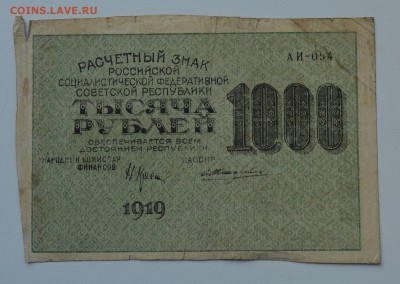 COINS.LAVE.RU
АИ-054
РАСЧЕТНЫЙ ЗНАК
РОССИЙСКОЙ
СОЦИАЛИСТИЧЕСКОЙ ФЕДЕРАТИВНОЙ
СОВЕТСКОЙ РЕСПУБЛИКИ
ТЫСЯЧА
РУБЛЕЙ
1000
ОБЕСПЕЧИВАЕТСЯ ВСЕМ
ДОСТОЯНИЕМ РЕСПУБЛИКИ
НАРОДНЫЙ КОМИССАР
ФИНАНСОВ
КАССИР
1919